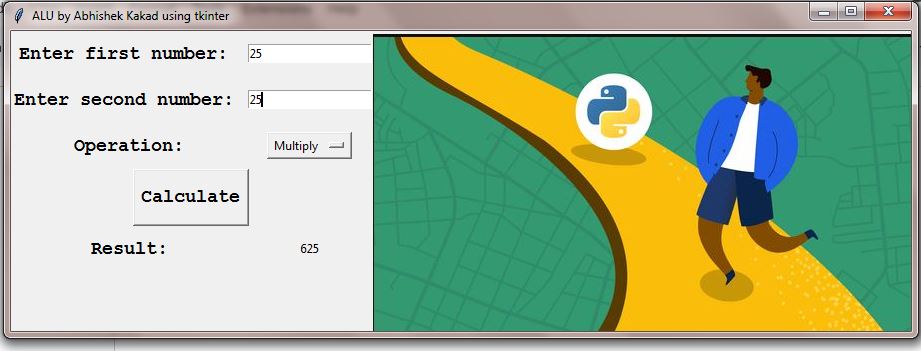 ALU by Abhishek Kakad using tkinter
Enter first number: 25
Enter second number: 25
Operation: Multiply
Calculate
Result: 625